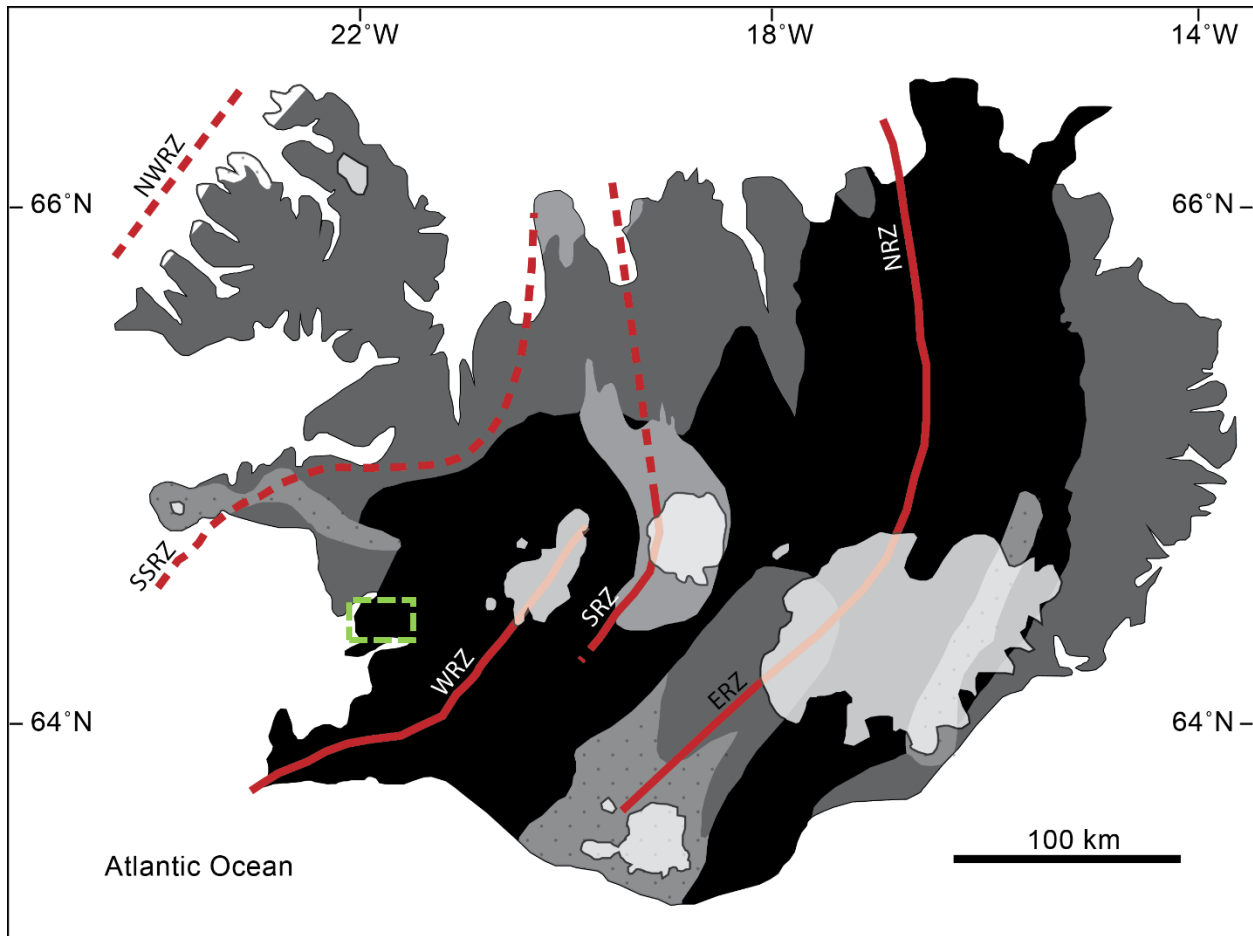 22°W
18°W
14°W
NWRZ
66°N
66°N
NRZ
SSRZ
SRZ
WRZ
ERZ
64°N
64°N
100 km
Atlantic Ocean